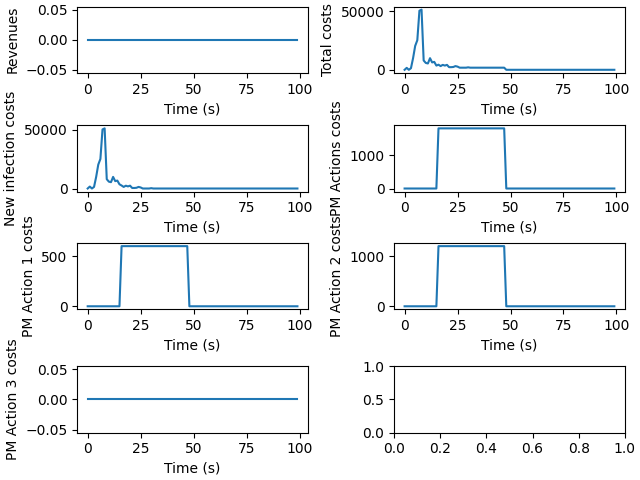 Revenues
0.05
0.00
−0.05
0 25 50 75 100
Time (s)
Total costs
50000
0
0 25 50 75 100
Time (s)
New infection costs
50000
0
0 25 50 75 100
Time (s)
PM Actions costs
1000
0
0 25 50 75 100
Time (s)
PM Action 1 costs
500
0
0 25 50 75 100
Time (s)
PM Action 2 costs
1000
0
0 25 50 75 100
Time (s)
PM Action 3 costs
0.05
0.00
−0.05
0 25 50 75 100
Time (s)
1.0
0.5
0.0
0.0 0.2 0.4 0.6 0.8 1.0